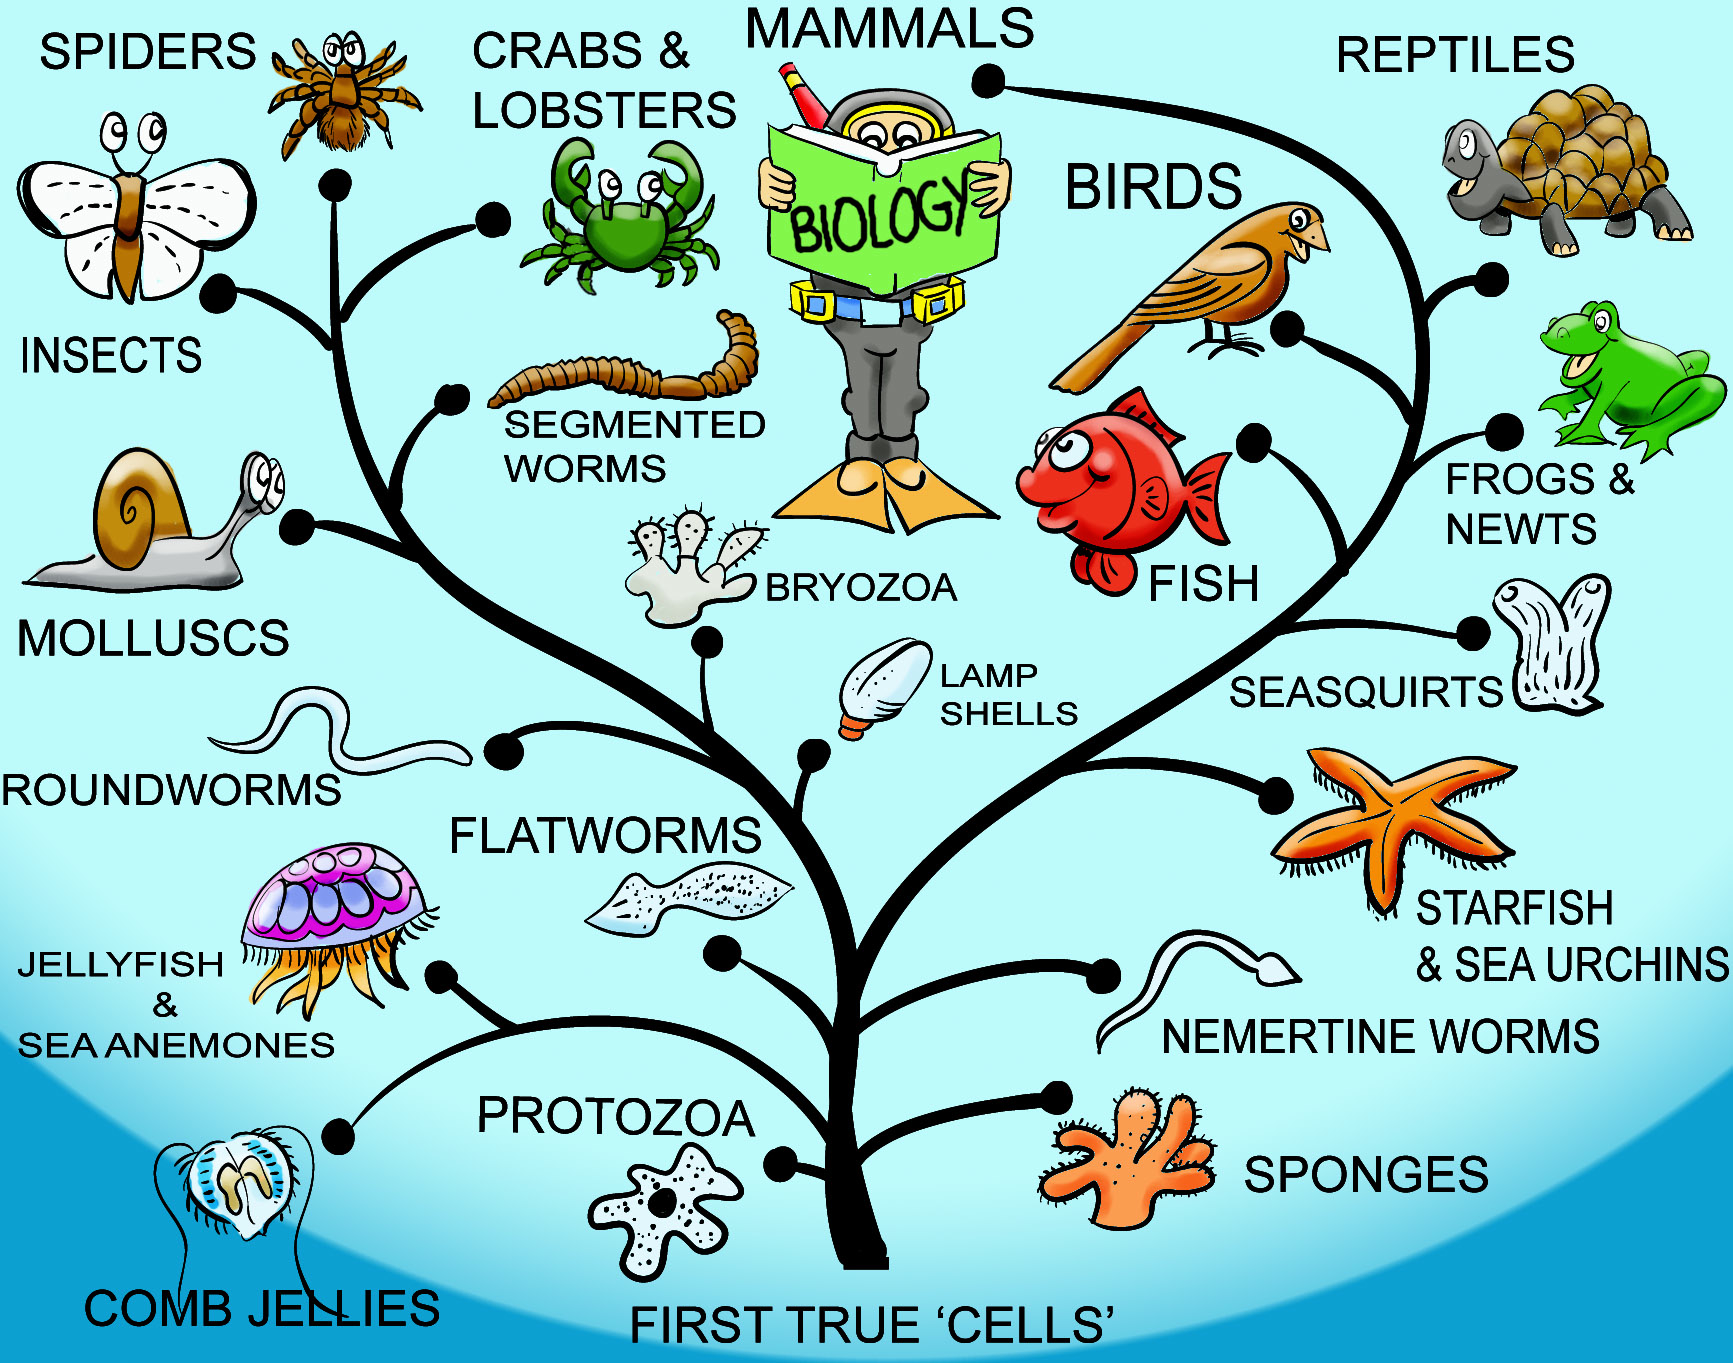 MAMMALS
SPIDERS
CRABS &
LOBSTERS
REPTILES
BIRDS
BIOLOGY
INSECTS
SEGMENTED
WORMS
FROGS &
NEWTS
MOLLUSCS
BRYOZOA
FISH
LAMP
SHELLS
SEASQUIRTS
ROUNDWORMS
FLATWORMS
STARFISH
& SEA URCHINS
JELLYFISH
&
SEA ANEMONES
NEMERTINE WORMS
PROTOZOA
SPONGES
COMB JELLIES
FIRST TRUE ‘CELLS’